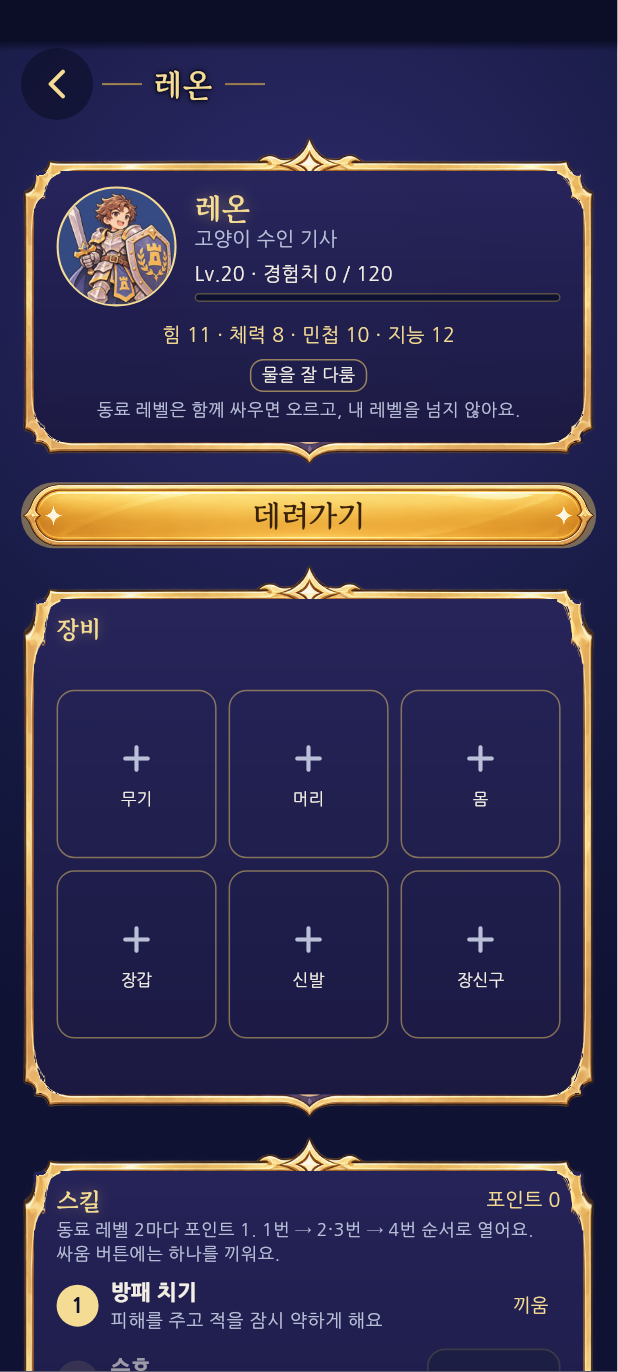 레온
레온
고양이 수인 기사
Lv.20 · 경험치 0 / 120
힘 11 · 체력 8 · 민첩 10 · 지능 12
물을 잘 다룸
동료 레벨은 함께 싸우면 오르고, 내 레벨을 넘지 않아요.
데려가기
장비
무기 머리 몸
장갑 신발 장신구
스킬 포인트 0
동료 레벨 2마다 포인트 1. 1번 → 2·3번 → 4번 순서로 열어요.
싸움 버튼에는 하나를 끼워요.
1 방패 치기
피해를 주고 적을 잠시 약하게 해요 끼움